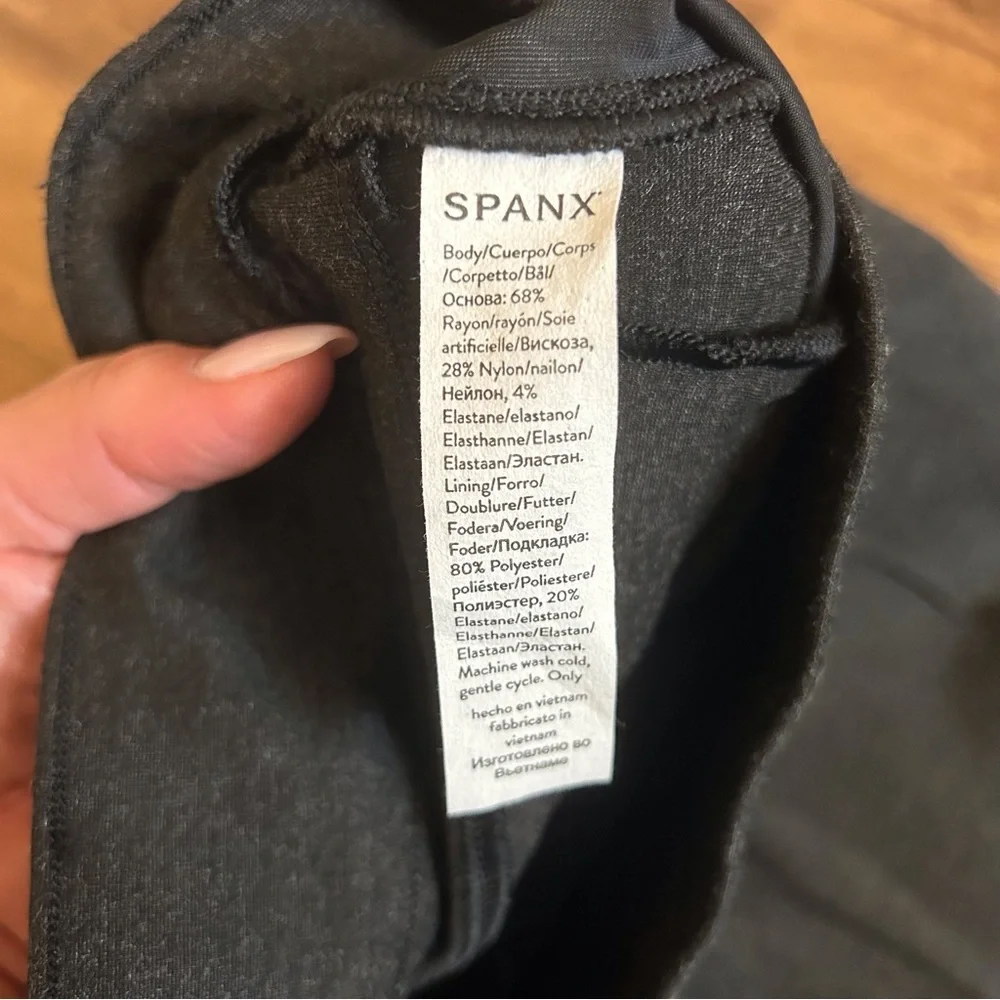 SPANX
Body/Cuerpo/Corps
/Corpetto/Bål/
Основа: 68%
Rayon/rayón/Soie
artificielle/Вискоза,
28% Nylon/nailon/
Нейлон, 4%
Elastane/elastano/
Elasthanne/Elastan/
Elastaan/Эластан.
Lining/Forro/
Doublure/Futter/
Fodera/Voering/
Foder/Подкладка:
80% Polyester/
poliéster/Poliestere/
Полиэстер, 20%
Elastane/elastano/
Elasthanne/Elastan/
Elastaan/Эластан.
Machine wash cold,
gentle cycle. Only
hecho en vietnam
fabbricato in
vietnam
Изготовлено во
Вьетнаме